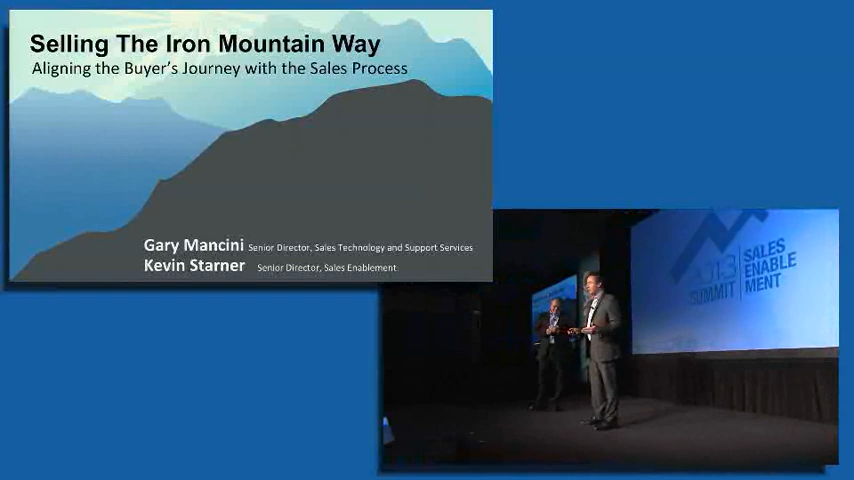 Selling The Iron Mountain Way
Aligning the Buyer's Journey with the Sales Process
Gary Mancini Senior Director, Sales Technology and Support Services
Kevin Starner Senior Director, Sales Enablement
SUMMIT
SALES
ENABLE
MENT